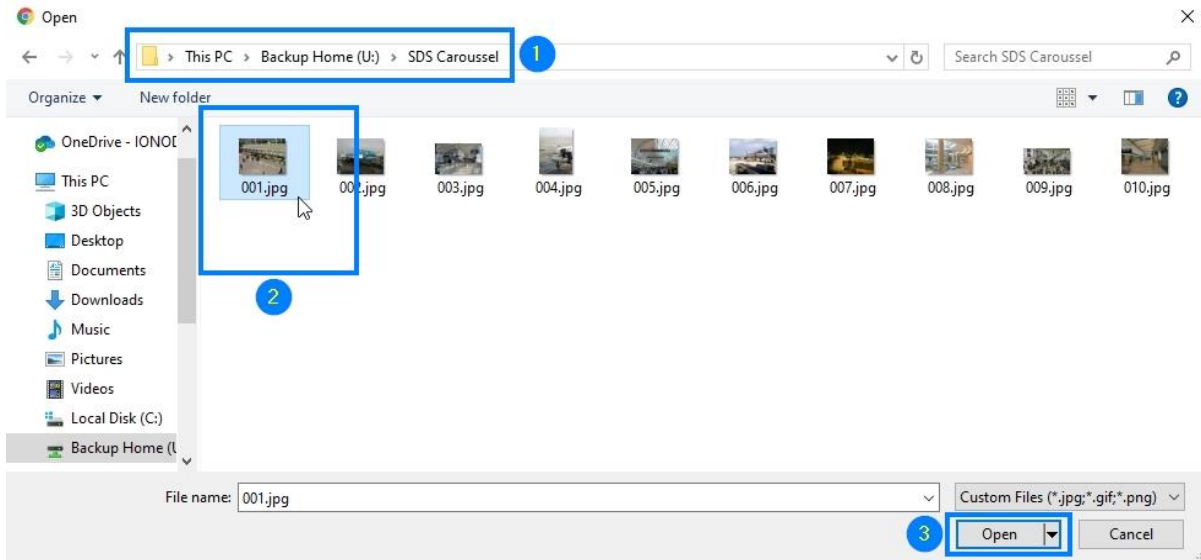 Open
This PC > Backup Home (U:) > SDS Caroussel
1
Search SDS Caroussel
Organize
New folder
OneDrive - IONOD
This PC
3D Objects
Desktop
Documents
Downloads
Music
Pictures
Videos
Local Disk (C:)
Backup Home (U
001.jpg
002.jpg
003.jpg
004.jpg
005.jpg
006.jpg
007.jpg
008.jpg
009.jpg
010.jpg
2
File name: 001.jpg
Custom Files (*.jpg;*.gif;*.png)
3
Open
Cancel